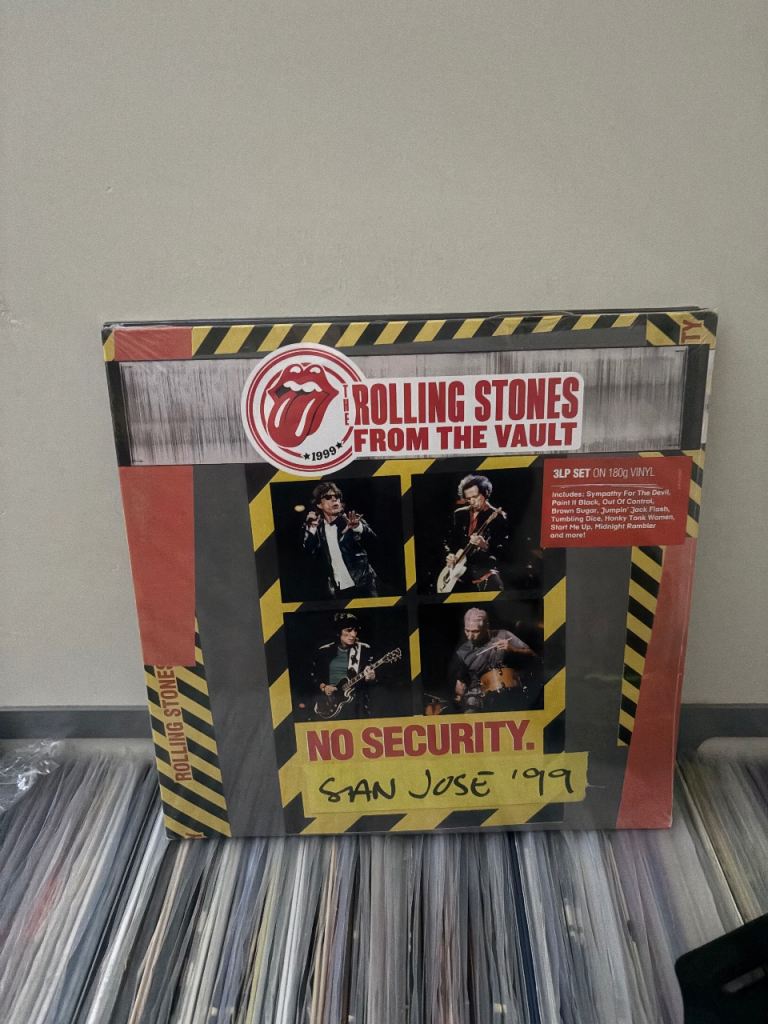 TY
THE
ROLLING STONES
FROM THE VAULT
★1999★
3LP SET ON 180g VINYL
Includes: Sympathy For The Devil,
Paint It Black, Out Of Control,
Brown Sugar, Jumpin' Jack Flash,
Tumbling Dice, Honky Tonk Women,
Start Me Up, Midnight Rambler
and more!
ROLLING STONES
NO SECURITY.
SAN JOSE '99
Y